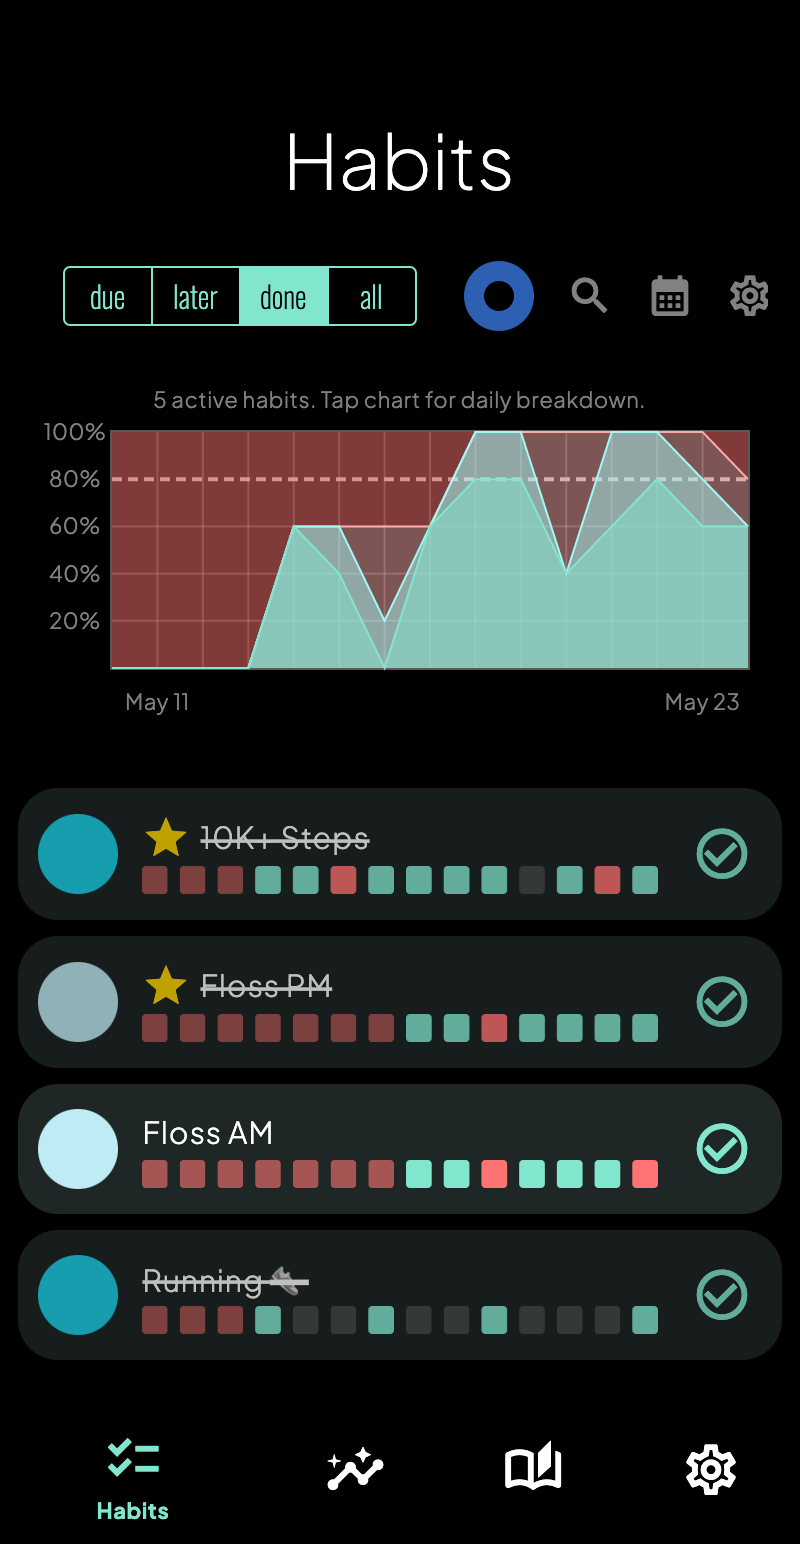 Habits
due later done all
5 active habits. Tap chart for daily breakdown.
100%
80%
60%
40%
20%
May 11 May 23
10K+ Steps
Floss PM
Floss AM
Running
Habits